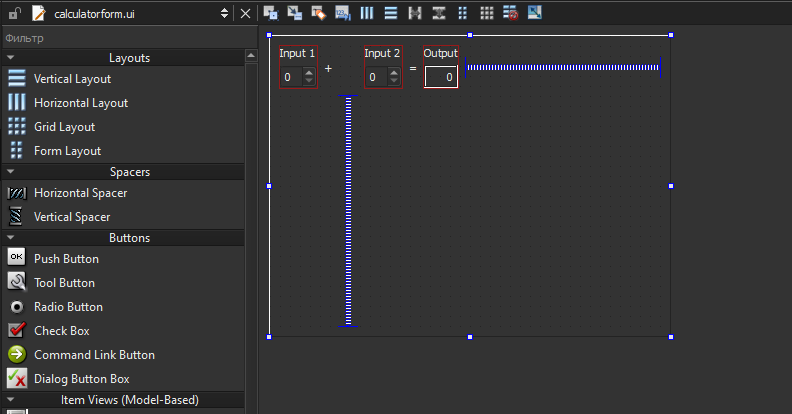 calculatorform.ui
Фильтр
Layouts
Vertical Layout
Horizontal Layout
Grid Layout
Form Layout
Spacers
Horizontal Spacer
Vertical Spacer
Buttons
OK Push Button
Tool Button
Radio Button
Check Box
Command Link Button
Dialog Button Box
Item Views (Model-Based)
Input 1 Input 2 Output
0 + 0 = 0